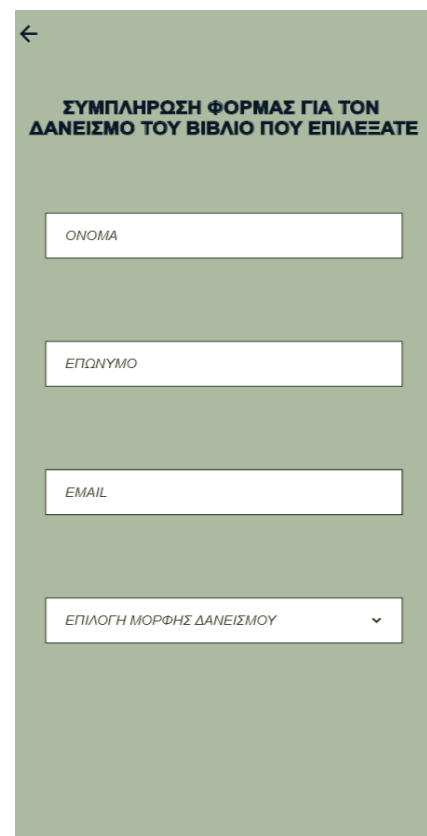 ΣΥΜΠΛΗΡΩΣΗ ΦΟΡΜΑΣ ΓΙΑ ΤΟΝ
ΔΑΝΕΙΣΜΟ ΤΟΥ ΒΙΒΛΙΟ ΠΟΥ ΕΠΙΛΕΞΑΤΕ
ΟΝΟΜΑ
ΕΠΩΝΥΜΟ
EMAIL
ΕΠΙΛΟΓΗ ΜΟΡΦΗΣ ΔΑΝΕΙΣΜΟΥ